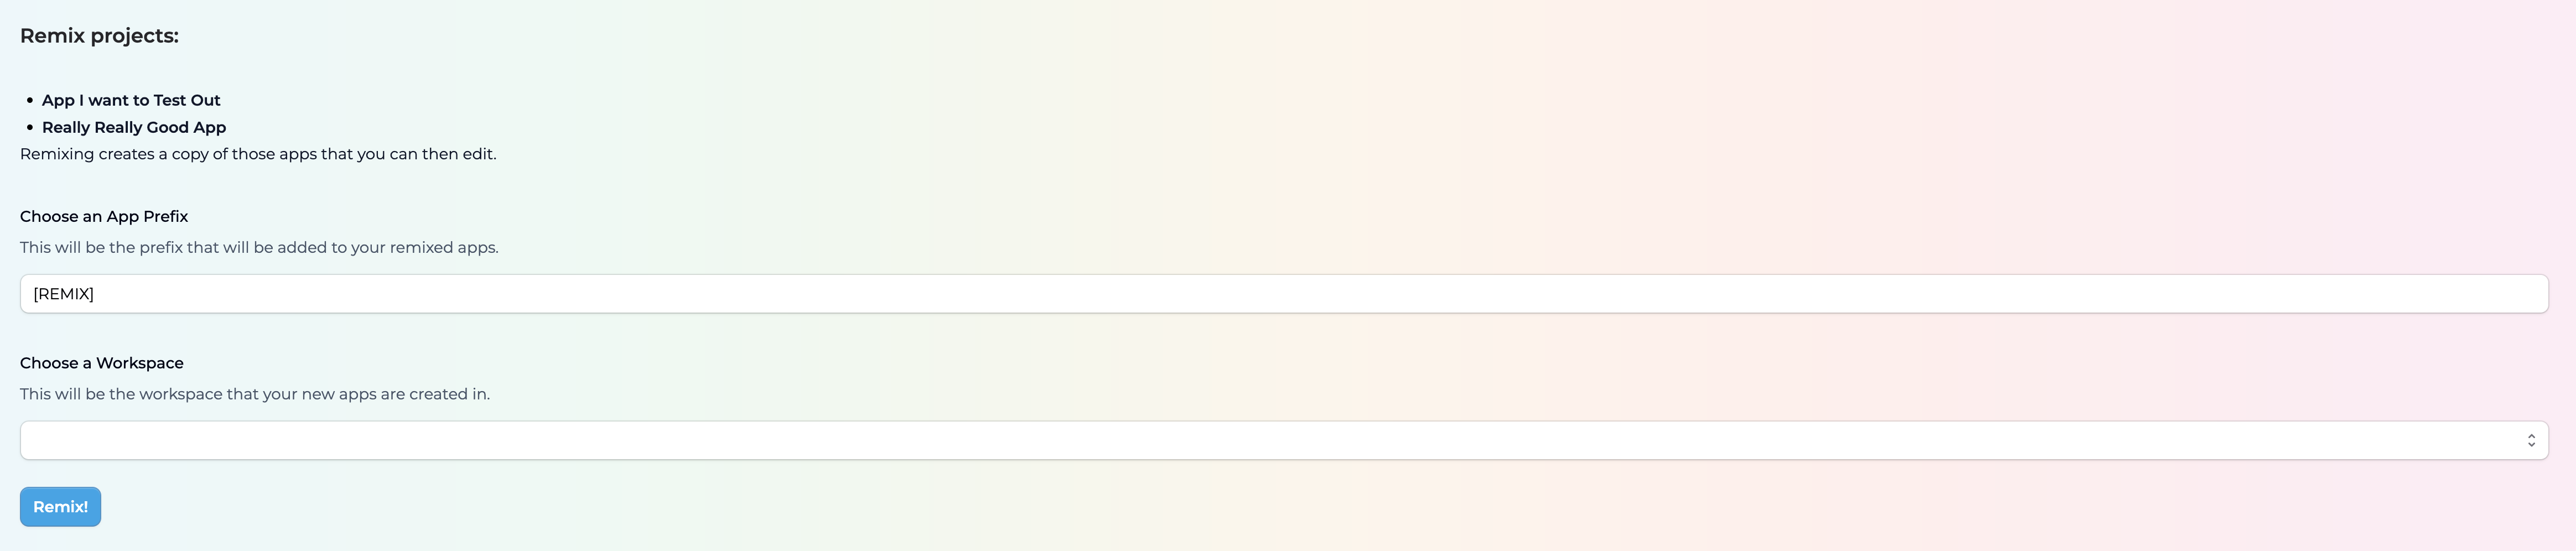 Remix projects:
• App I want to Test Out
• Really Really Good App
Remixing creates a copy of those apps that you can then edit.
Choose an App Prefix
This will be the prefix that will be added to your remixed apps.
[REMIX]
Choose a Workspace
This will be the workspace that your new apps are created in.
Remix!